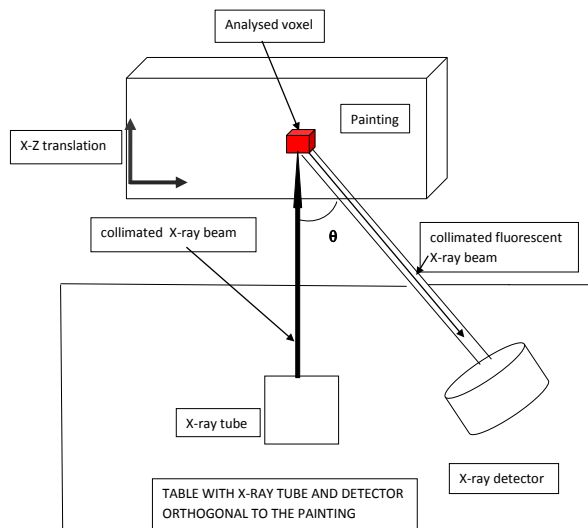 Analysed voxel
Painting
X-Z translation
collimated X-ray beam
θ
collimated fluorescent
X-ray beam
X-ray tube
X-ray detector
TABLE WITH X-RAY TUBE AND DETECTOR
ORTHOGONAL TO THE PAINTING